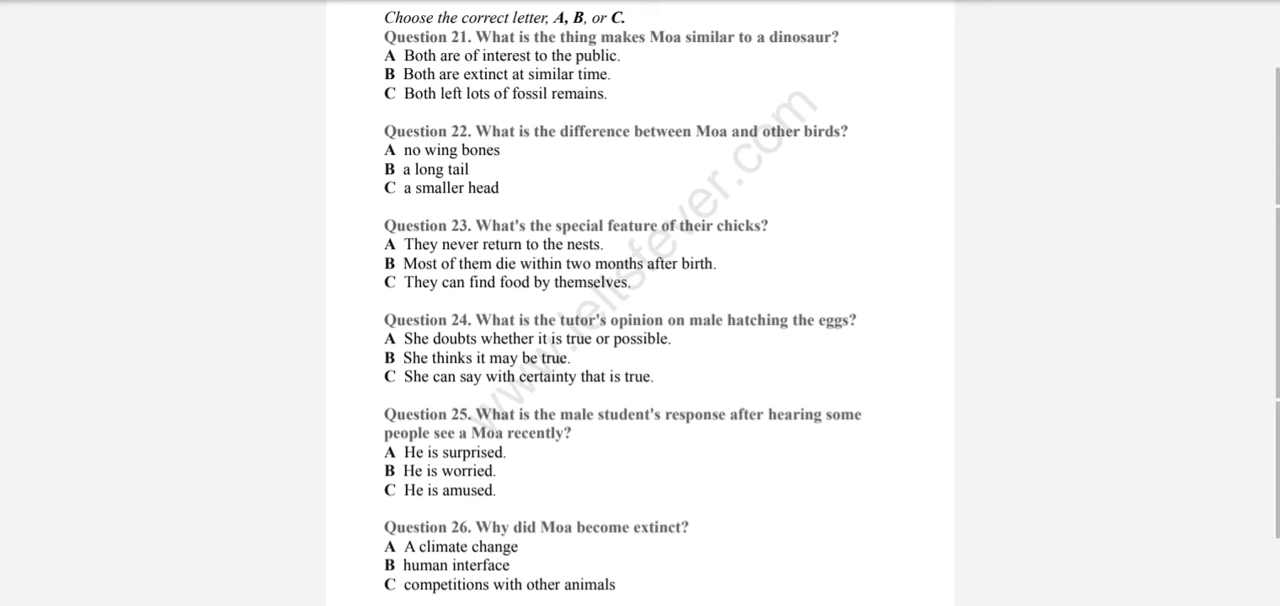 Choose the correct letter, A, B, or C.
Question 21. What is the thing makes Moa similar to a dinosaur?
A Both are of interest to the public.
B Both are extinct at similar time.
C Both left lots of fossil remains.
Question 22. What is the difference between Moa and other birds?
A no wing bones
B a long tail
C a smaller head
Question 23. What's the special feature of their chicks?
A They never return to the nests.
B Most of them die within two months after birth.
C They can find food by themselves.
Question 24. What is the tutor's opinion on male hatching the eggs?
A She doubts whether it is true or possible.
B She thinks it may be true.
C She can say with certainty that is true.
Question 25. What is the male student's response after hearing some
people see a Moa recently?
A He is surprised.
B He is worried.
C He is amused.
Question 26. Why did Moa become extinct?
A A climate change
B human interface
C competitions with other animals
www.ieltsfever.com